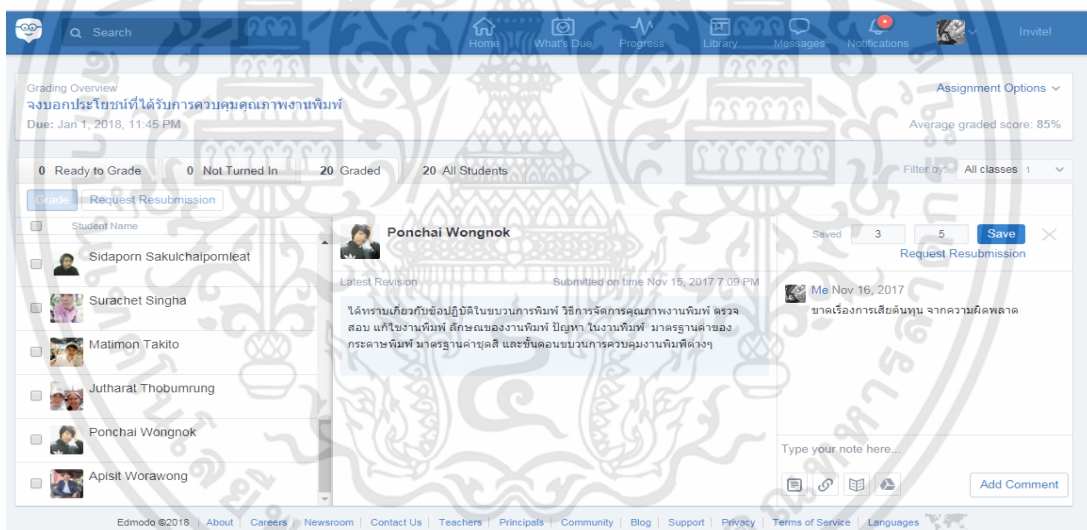 Search
Home
What's Due
Progress
Library
Messages
Notifications
Invite!
Grading Overview
Assignment Options
จงบอกประโยชน์ที่ได้รับการควบคุมคุณภาพงานพิมพ์
Due: Jan 1, 2018, 11:45 PM
Average graded score: 85%
0 Ready to Grade
0 Not Turned In
20 Graded
20 All Students
Filter by: All classes 1
Grade
Request Resubmission
Student Name
Sidaporn Sakulchaipornleat
Surachet Singha
Matimon Takito
Jutharat Thobumrung
Ponchai Wongnok
Apisit Worawong
Ponchai Wongnok
Latest Revision
Submitted on time Nov 15, 2017 7:09 PM
ได้ทราบเกี่ยวกับข้อปฏิบัติในขบวนการพิมพ์ วิธีการจัดการคุณภาพงานพิมพ์ ตรวจ
สอบ แก้ไขงานพิมพ์ ลักษณของงานพิมพ์ ปัญหา ในงานพิมพ์ มาตรฐานค่าของ
กระดาษพิมพ์ มาตรฐานค่าชุดสี และขั้นตอนขบวนการควบคุมงานพิมพ์ต่างๆ
Saved 3 5 Save
Request Resubmission
Me Nov 16, 2017
ขาดเรื่องการเสียต้นทุน จากความผิดพลาด
Type your note here...
Add Comment
Edmodo ©2018 | About | Careers | Newsroom | Contact Us | Teachers | Principals | Community | Blog | Support | Privacy | Terms of Service | Languages